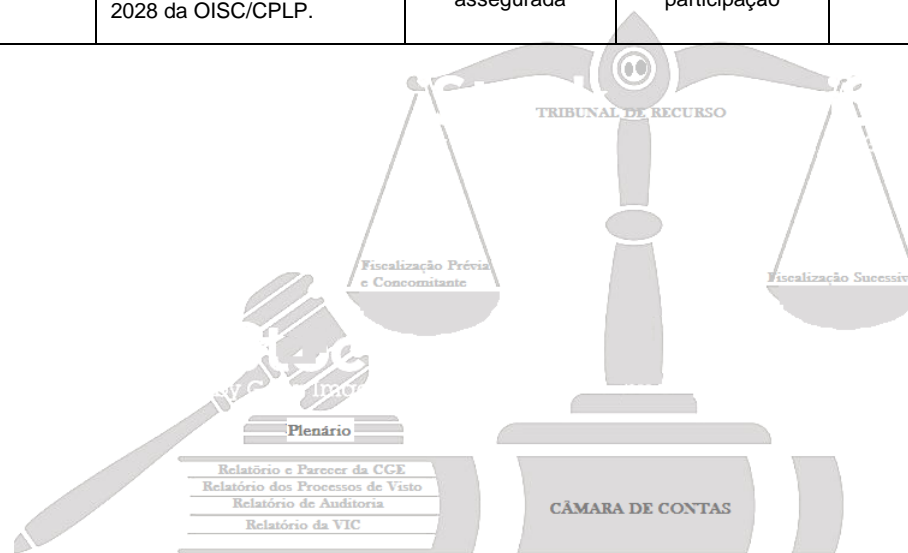 2028 da OISC/CPLP.
assegurada
participação
TRIBUNAL DE RECURSO
Fiscalização Prévia
e Concomitante
Fiscalização Sucessiv
Plenário
Relatório e Parecer da CGE
Relatório dos Processos de Visto
Relatório de Auditoria
Relatório da VIC
CÂMARA DE CONTAS